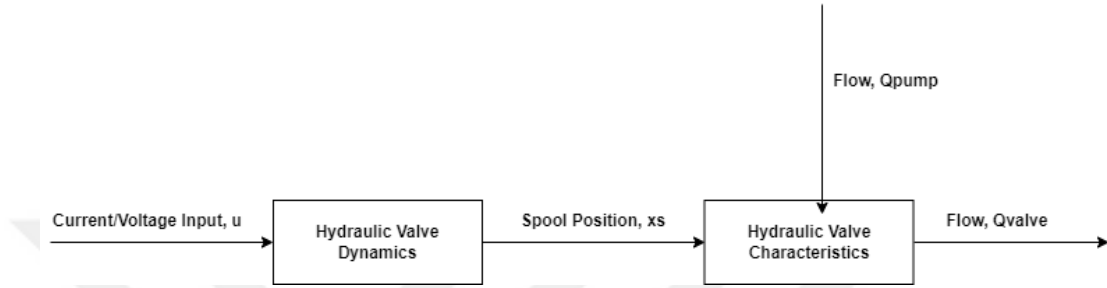 Flow, Qpump
Current/Voltage Input, u
Hydraulic Valve
Dynamics
Spool Position, xs
Hydraulic Valve
Characteristics
Flow, Qvalve